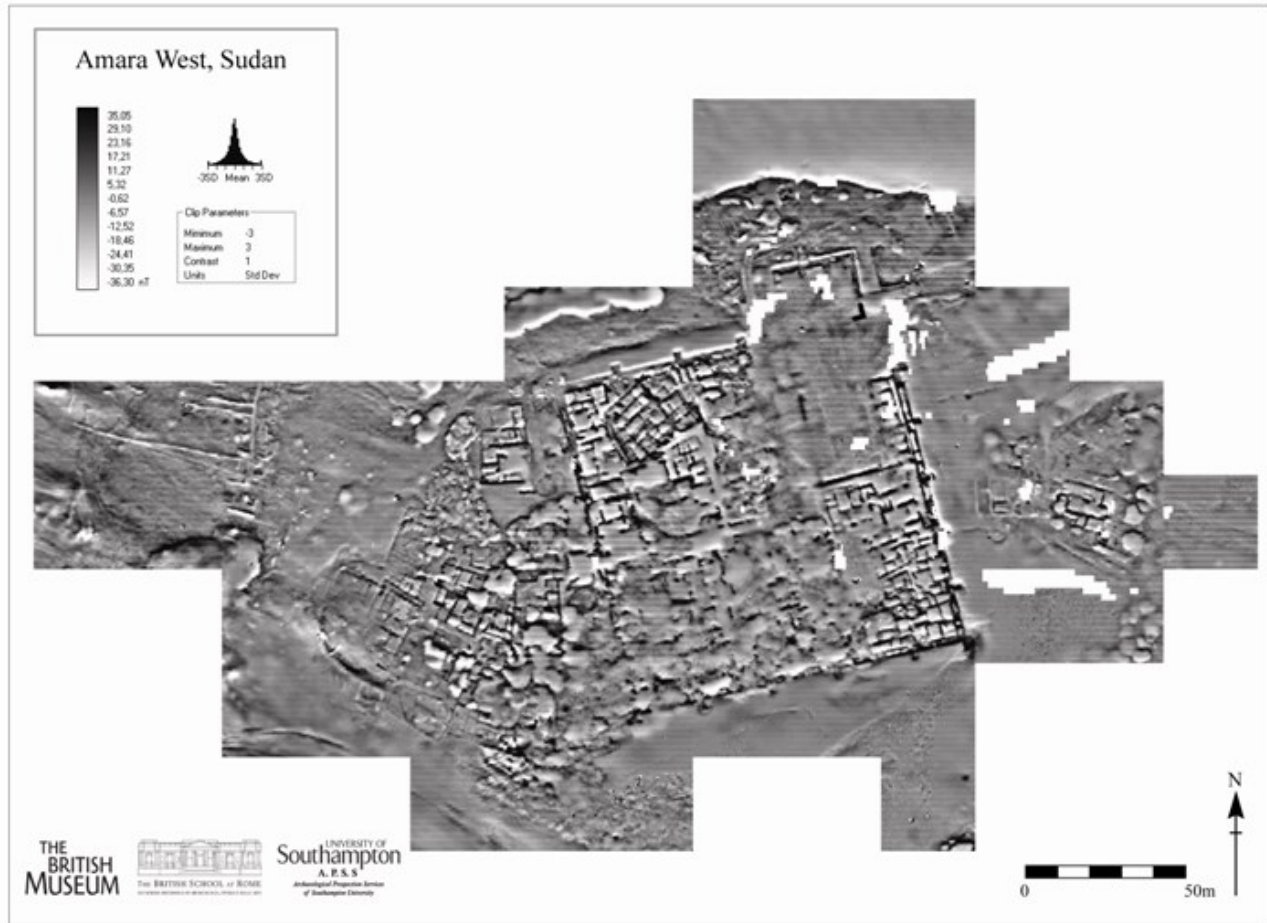 Amara West, Sudan
35,05
29,10
23,16
17,21
11,27
5,32
-0,62
-6,57
-12,52
-18,46
-24,41
-30,35
-36,30 nT
-3SD Mean 3SD
Clip Parameters
Minimum -3
Maximum 3
Contrast 1
Units Std Dev
N
THE
BRITISH
MUSEUM
THE BRITISH SCHOOL AT ROME
UNIVERSITY OF
Southampton
A. P. S. S
Archaeological Prospection Services
of Southampton University
0 50m